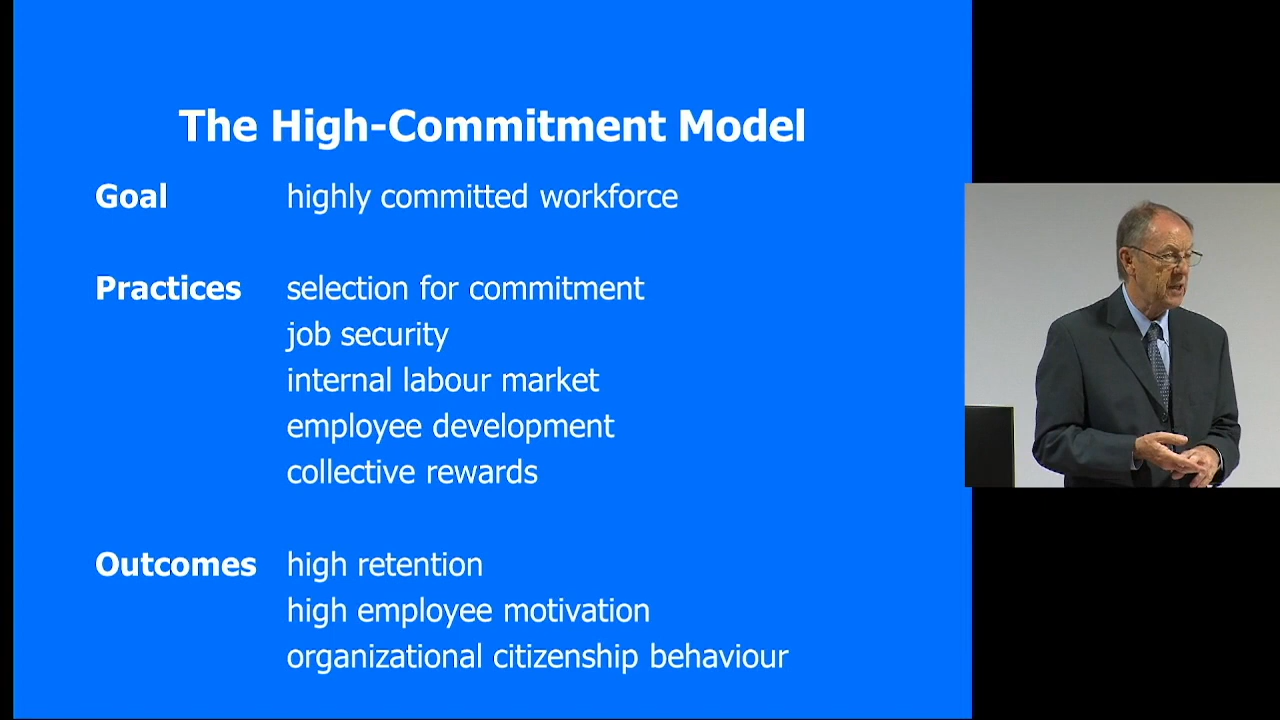 The High-Commitment Model
Goal highly committed workforce
Practices selection for commitment
job security
internal labour market
employee development
collective rewards
Outcomes high retention
high employee motivation
organizational citizenship behaviour